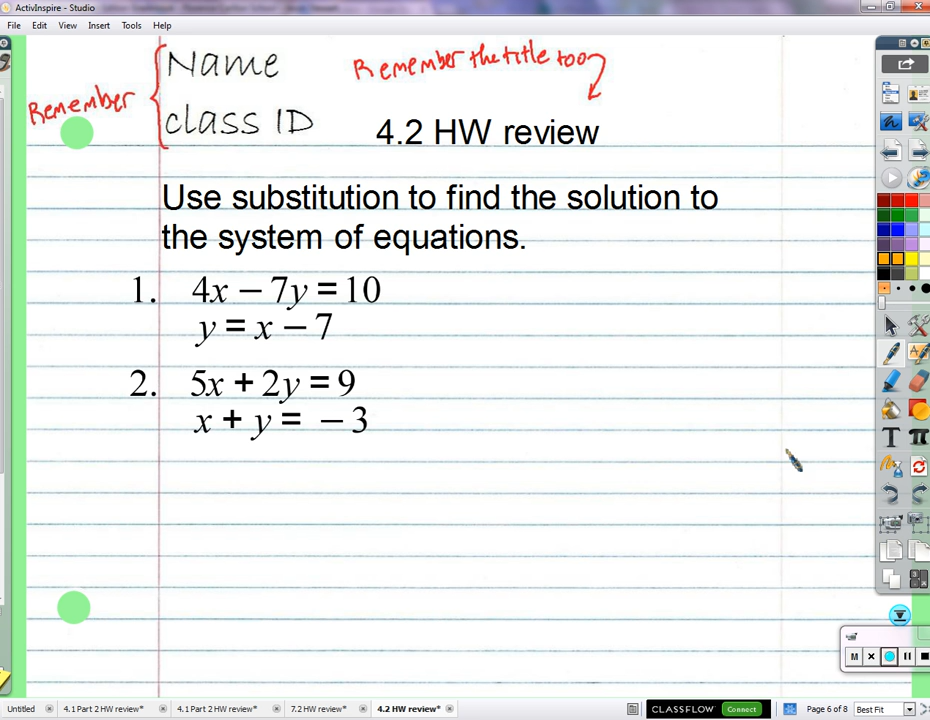 ActivInspire - Studio
File Edit View Insert Tools Help
Name
Remember the title too
Remember
class ID
4.2 HW review
Use substitution to find the solution to
the system of equations.
1. 4x − 7y = 10
y = x − 7
2. 5x + 2y = 9
x + y = − 3
M
Untitled 4.1 Part 2 HW review* 4.1 Part 2 HW review* 7.2 HW review* 4.2 HW review* CLASSFLOW Connect Page 6 of 8 Best Fit